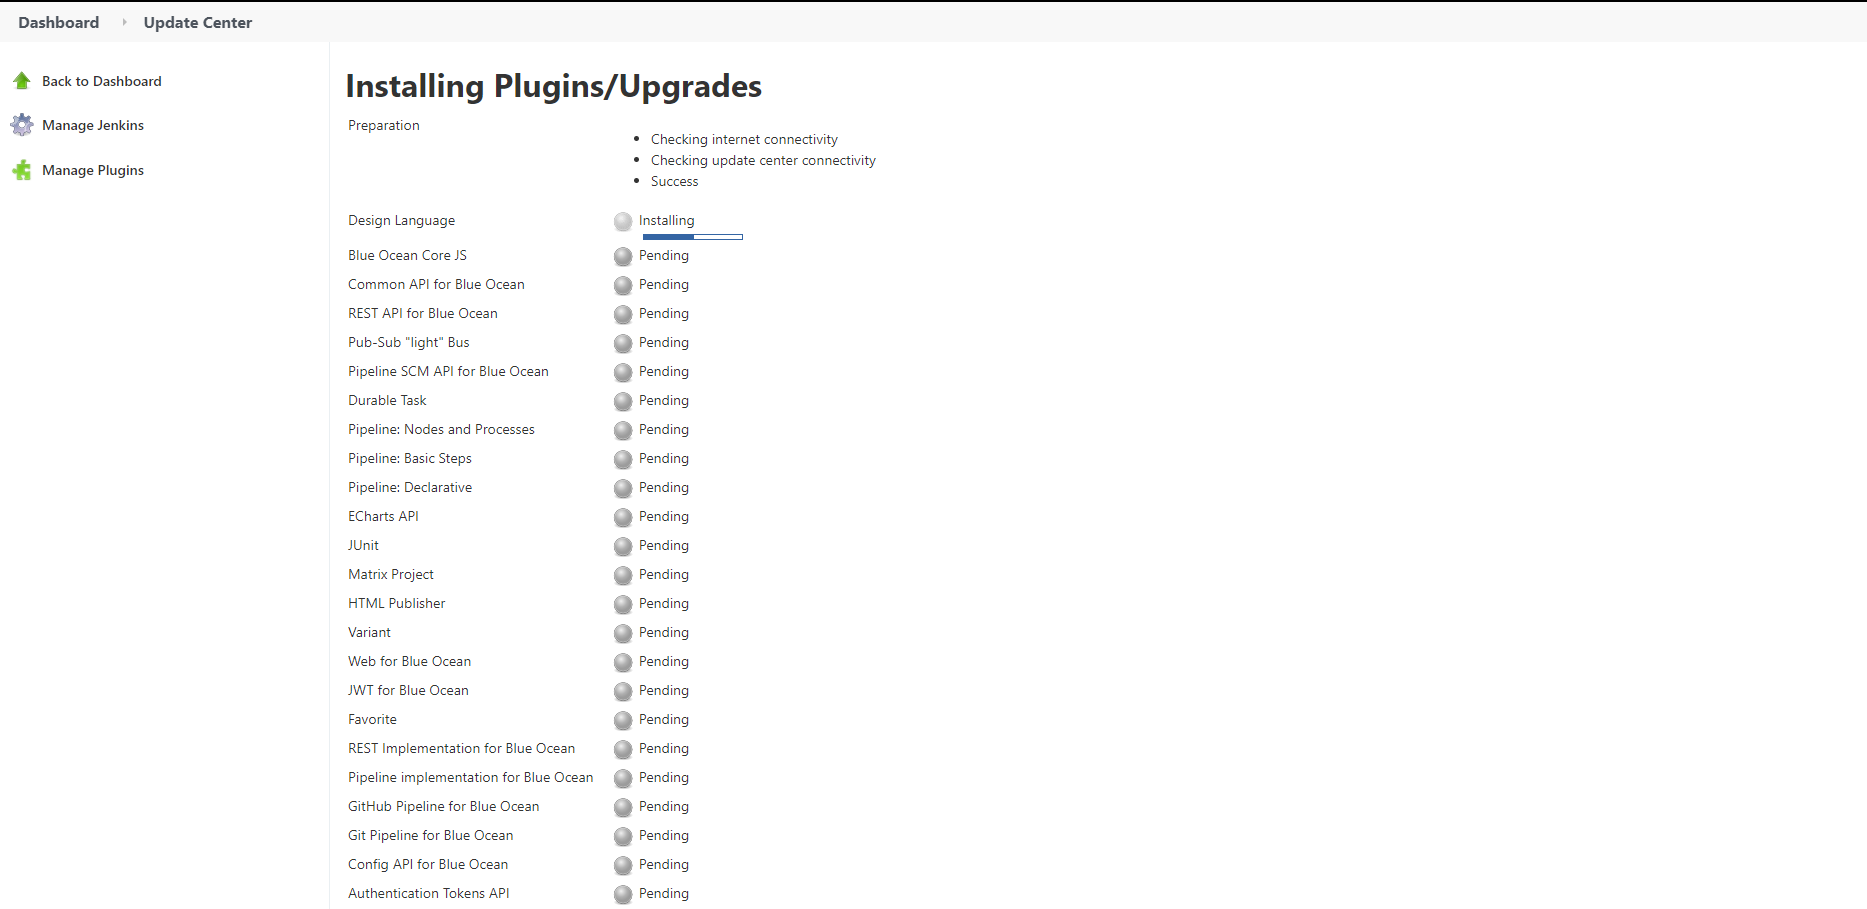 Dashboard
Update Center
Back to Dashboard
Manage Jenkins
Manage Plugins
Installing Plugins/Upgrades
Preparation
Checking internet connectivity
Checking update center connectivity
Success
Design Language Installing
Blue Ocean Core JS Pending
Common API for Blue Ocean Pending
REST API for Blue Ocean Pending
Pub-Sub "light" Bus Pending
Pipeline SCM API for Blue Ocean Pending
Durable Task Pending
Pipeline: Nodes and Processes Pending
Pipeline: Basic Steps Pending
Pipeline: Declarative Pending
ECharts API Pending
JUnit Pending
Matrix Project Pending
HTML Publisher Pending
Variant Pending
Web for Blue Ocean Pending
JWT for Blue Ocean Pending
Favorite Pending
REST Implementation for Blue Ocean Pending
Pipeline implementation for Blue Ocean Pending
GitHub Pipeline for Blue Ocean Pending
Git Pipeline for Blue Ocean Pending
Config API for Blue Ocean Pending
Authentication Tokens API Pending